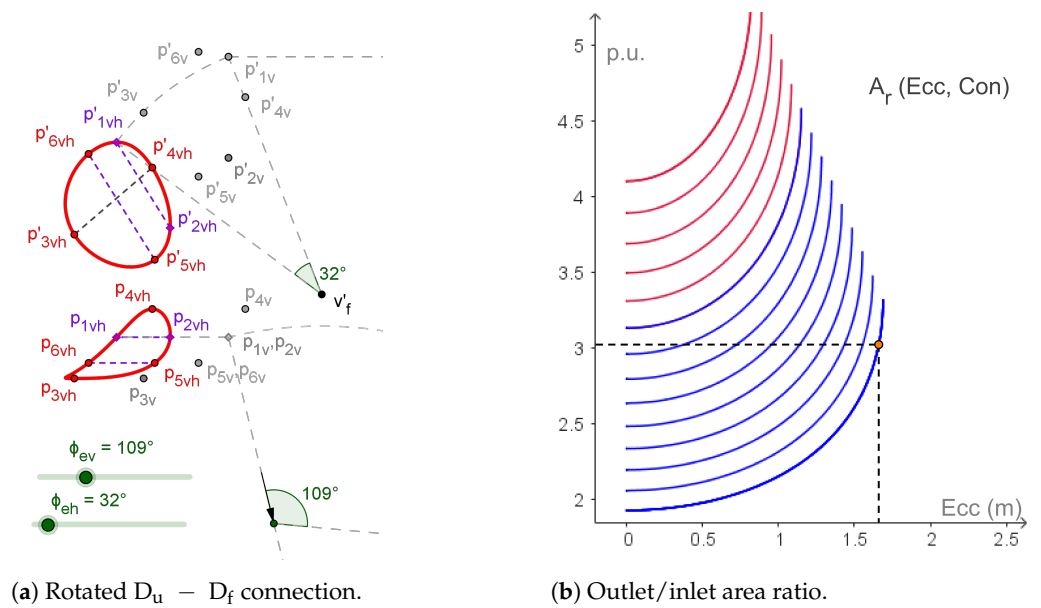 p'6v
p'1v
p'3v
p'4v
p'1vh
p'6vh
p'4vh
p'2v
p'5v
p'2vh
p'3vh
p'5vh
32°
v'f
p4vh
p4v
p1vh
p2vh
p1v,p2v
p6vh
p5v p6v
p5vh
p3vh
p3v
ϕev = 109°
ϕeh = 32°
109°
(a) Rotated Du − Df connection.
5
p.u.
Ar (Ecc, Con)
4.5
4
3.5
3
2.5
2
Ecc (m)
0 0.5 1 1.5 2 2.5
(b) Outlet/inlet area ratio.